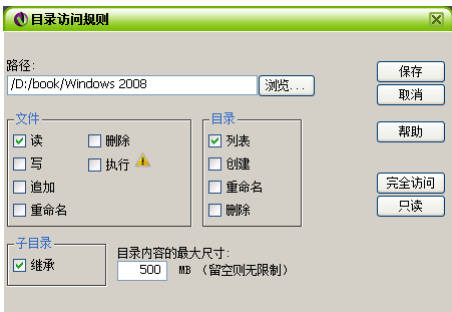 目录访问规则
路径:
/D:/book/Windows 2008
浏览...
保存
取消
帮助
完全访问
只读
文件
读
删除
写
执行
追加
重命名
目录
列表
创建
重命名
删除
子目录
继承
目录内容的最大尺寸:
500 MB （留空则无限制）